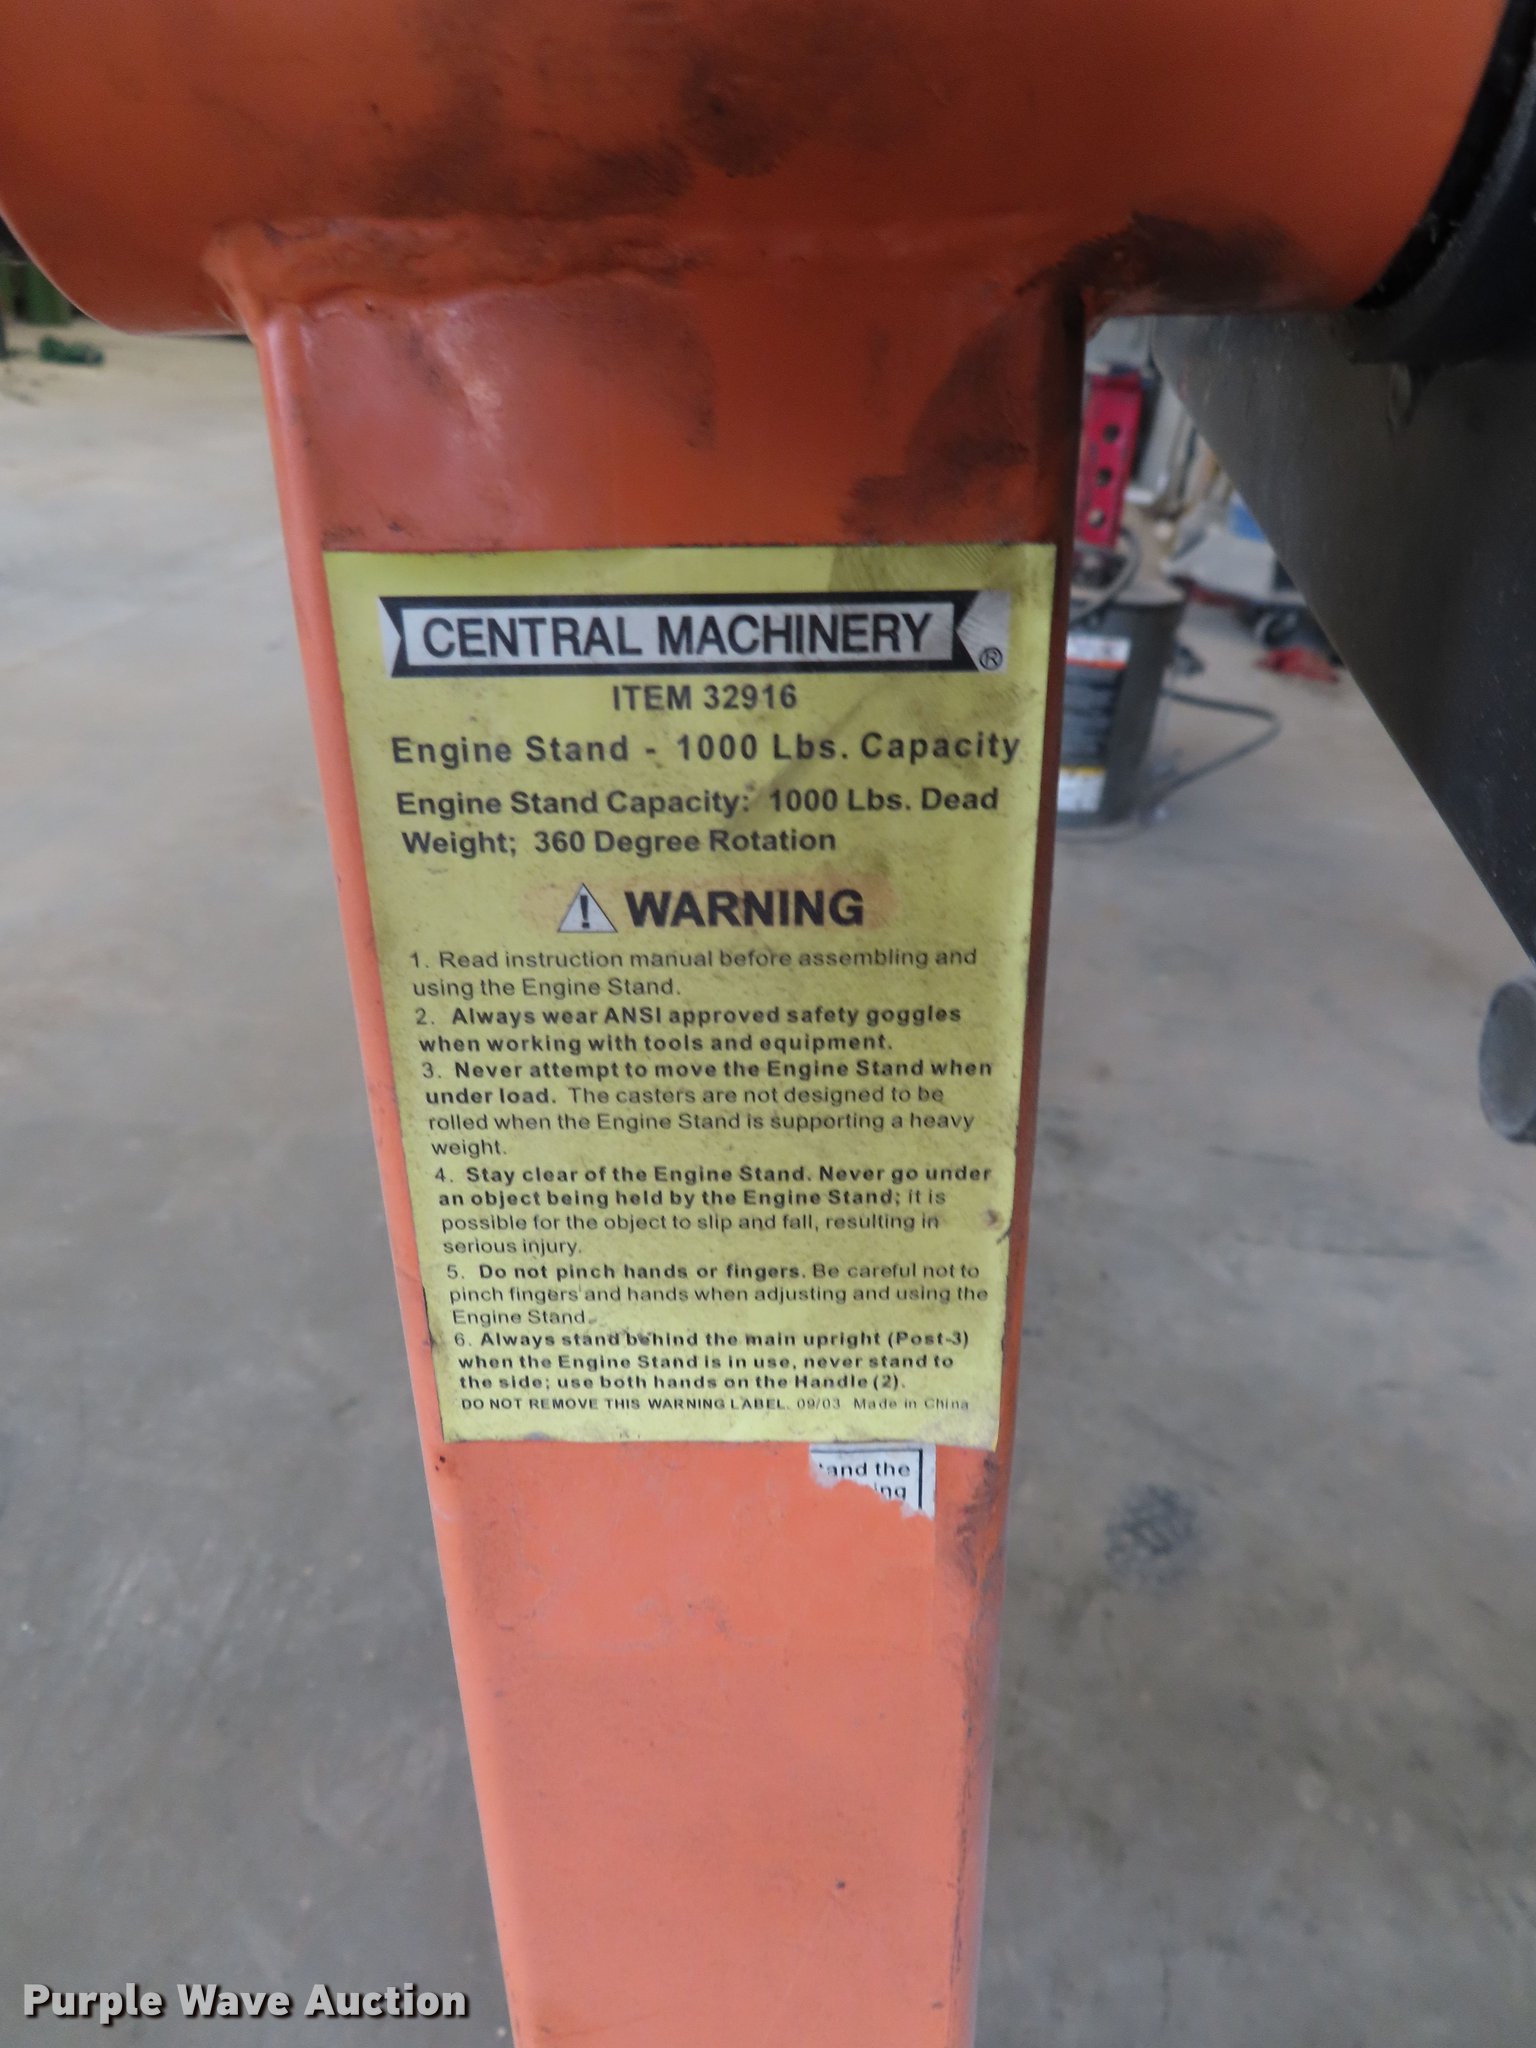 CENTRAL MACHINERY ®
ITEM 32916
Engine Stand - 1000 Lbs. Capacity
Engine Stand Capacity: 1000 Lbs. Dead
Weight; 360 Degree Rotation
! WARNING
1. Read instruction manual before assembling and
using the Engine Stand.
2. Always wear ANSI approved safety goggles
when working with tools and equipment.
3. Never attempt to move the Engine Stand when
under load. The casters are not designed to be
rolled when the Engine Stand is supporting a heavy
weight.
4. Stay clear of the Engine Stand. Never go under
an object being held by the Engine Stand; it is
possible for the object to slip and fall, resulting in
serious injury.
5. Do not pinch hands or fingers. Be careful not to
pinch fingers and hands when adjusting and using the
Engine Stand.
6. Always stand behind the main upright (Post-3)
when the Engine Stand is in use, never stand to
the side; use both hands on the Handle (2).
DO NOT REMOVE THIS WARNING LABEL. 09/03 Made in China
and the
ing
Purple Wave Auction